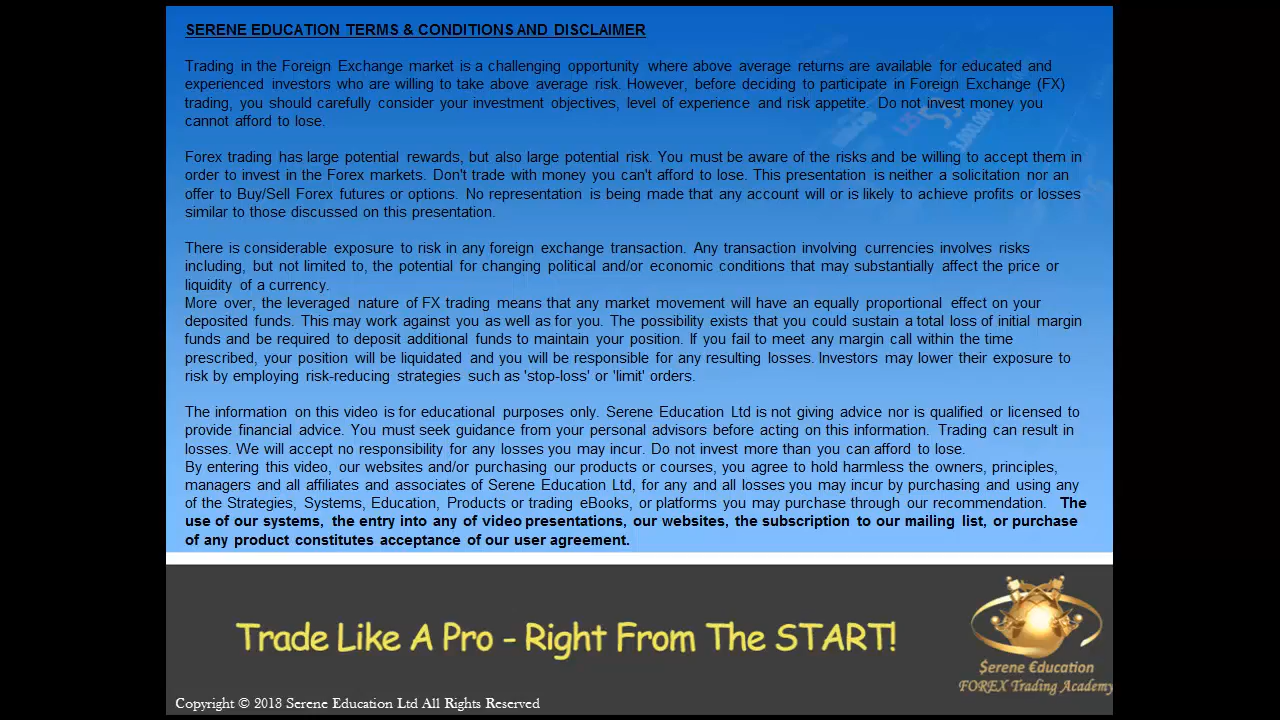 SERENE EDUCATION TERMS & CONDITIONS AND DISCLAIMER
Trading in the Foreign Exchange market is a challenging opportunity where above average returns are available for educated and
experienced investors who are willing to take above average risk. However, before deciding to participate in Foreign Exchange (FX)
trading, you should carefully consider your investment objectives, level of experience and risk appetite. Do not invest money you
cannot afford to lose.
Forex trading has large potential rewards, but also large potential risk. You must be aware of the risks and be willing to accept them in
order to invest in the Forex markets. Don't trade with money you can't afford to lose. This presentation is neither a solicitation nor an
offer to Buy/Sell Forex futures or options. No representation is being made that any account will or is likely to achieve profits or losses
similar to those discussed on this presentation.
There is considerable exposure to risk in any foreign exchange transaction. Any transaction involving currencies involves risks
including, but not limited to, the potential for changing political and/or economic conditions that may substantially affect the price or
liquidity of a currency.
More over, the leveraged nature of FX trading means that any market movement will have an equally proportional effect on your
deposited funds. This may work against you as well as for you. The possibility exists that you could sustain a total loss of initial margin
funds and be required to deposit additional funds to maintain your position. If you fail to meet any margin call within the time
prescribed, your position will be liquidated and you will be responsible for any resulting losses. Investors may lower their exposure to
risk by employing risk-reducing strategies such as 'stop-loss' or 'limit' orders.
The information on this video is for educational purposes only. Serene Education Ltd is not giving advice nor is qualified or licensed to
provide financial advice. You must seek guidance from your personal advisors before acting on this information. Trading can result in
losses. We will accept no responsibility for any losses you may incur. Do not invest more than you can afford to lose.
By entering this video, our websites and/or purchasing our products or courses, you agree to hold harmless the owners, principles,
managers and all affiliates and associates of Serene Education Ltd, for any and all losses you may incur by purchasing and using any
of the Strategies, Systems, Education, Products or trading eBooks, or platforms you may purchase through our recommendation. The
use of our systems, the entry into any of video presentations, our websites, the subscription to our mailing list, or purchase
of any product constitutes acceptance of our user agreement.
Trade Like A Pro - Right From The START!
$erene €ducation
FOREX Trading Academy
Copyright © 2013 Serene Education Ltd All Rights Reserved